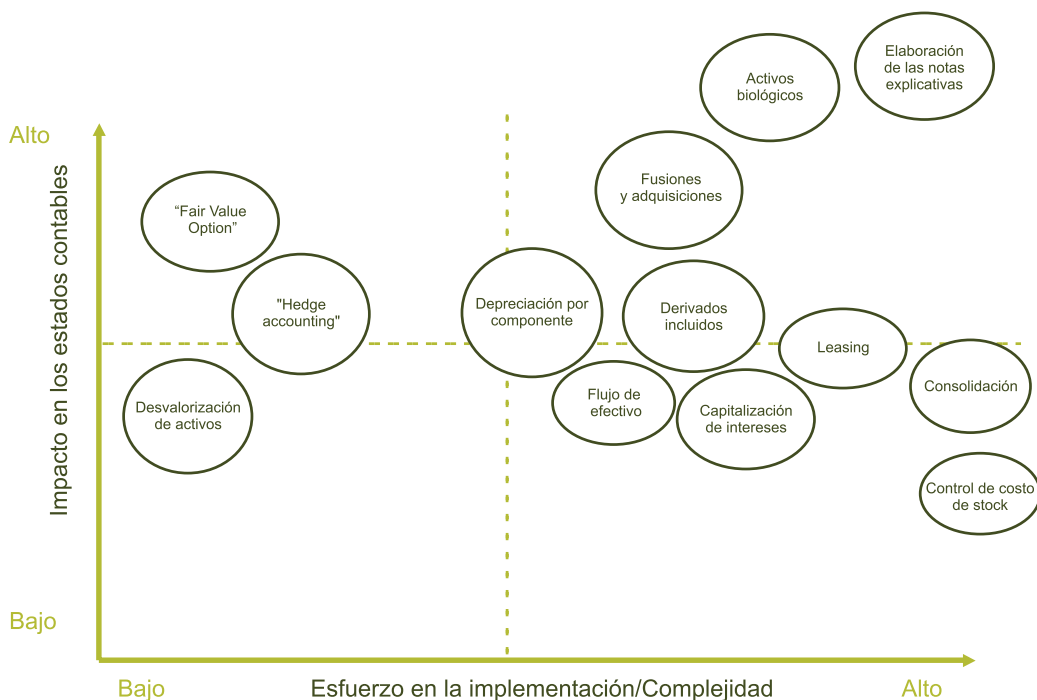 Elaboración
de las notas
explicativas
Activos
biológicos
Alto
Impacto en los estados contables
Fusiones
y adquisiciones
“Fair Value
Option”
"Hedge
accounting"
Depreciación por
componente
Derivados
incluidos
Leasing
Consolidación
Desvalorización
de activos
Flujo de
efectivo
Capitalización
de intereses
Control de costo
de stock
Bajo
Bajo
Esfuerzo en la implementación/Complejidad
Alto